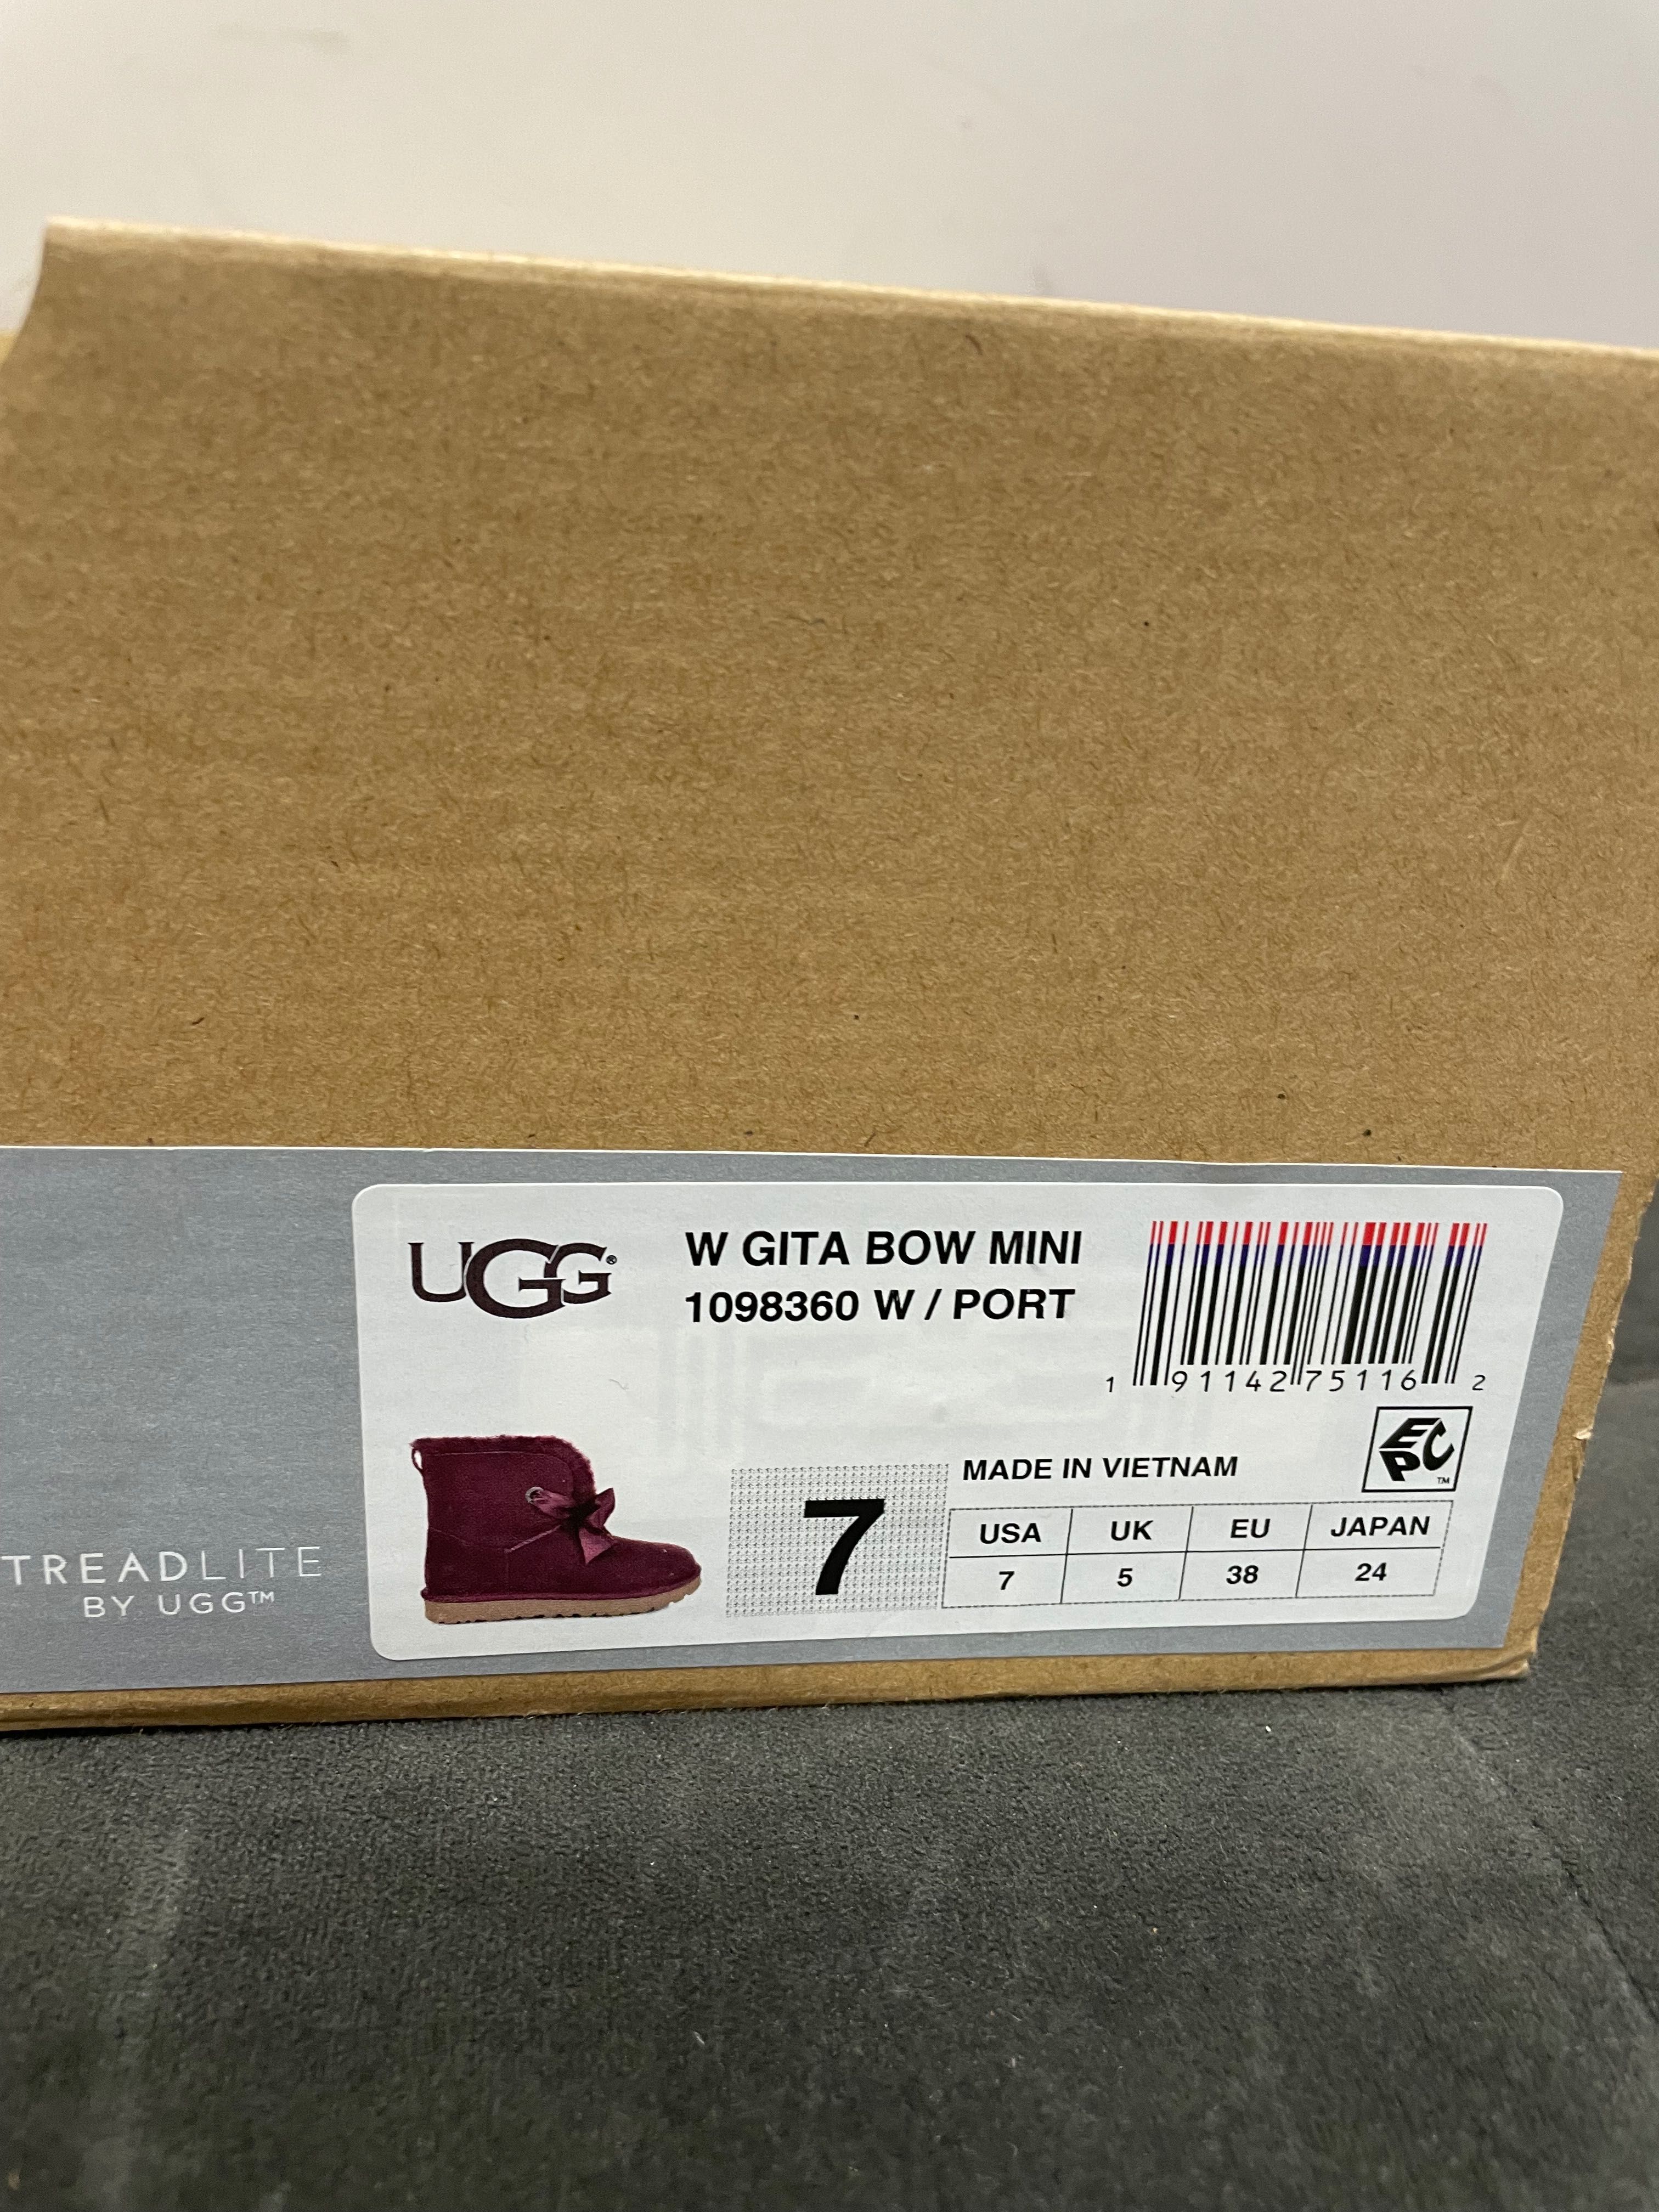 UGG®
W GITA BOW MINI
1098360 W / PORT
1 91142 75116 2
EPC™
MADE IN VIETNAM
7
USA UK EU JAPAN
7 5 38 24
TREADLITE
BY UGG™